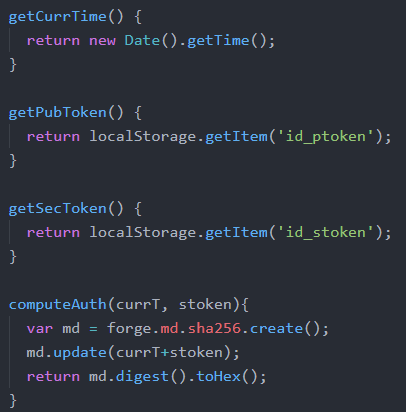 getCurrTime() {
  return new Date().getTime();
}

getPubToken() {
  return localStorage.getItem('id_ptoken');
}

getSecToken() {
  return localStorage.getItem('id_stoken');
}

computeAuth(currT, stoken){
  var md = forge.md.sha256.create();
  md.update(currT+stoken);
  return md.digest().toHex();
}